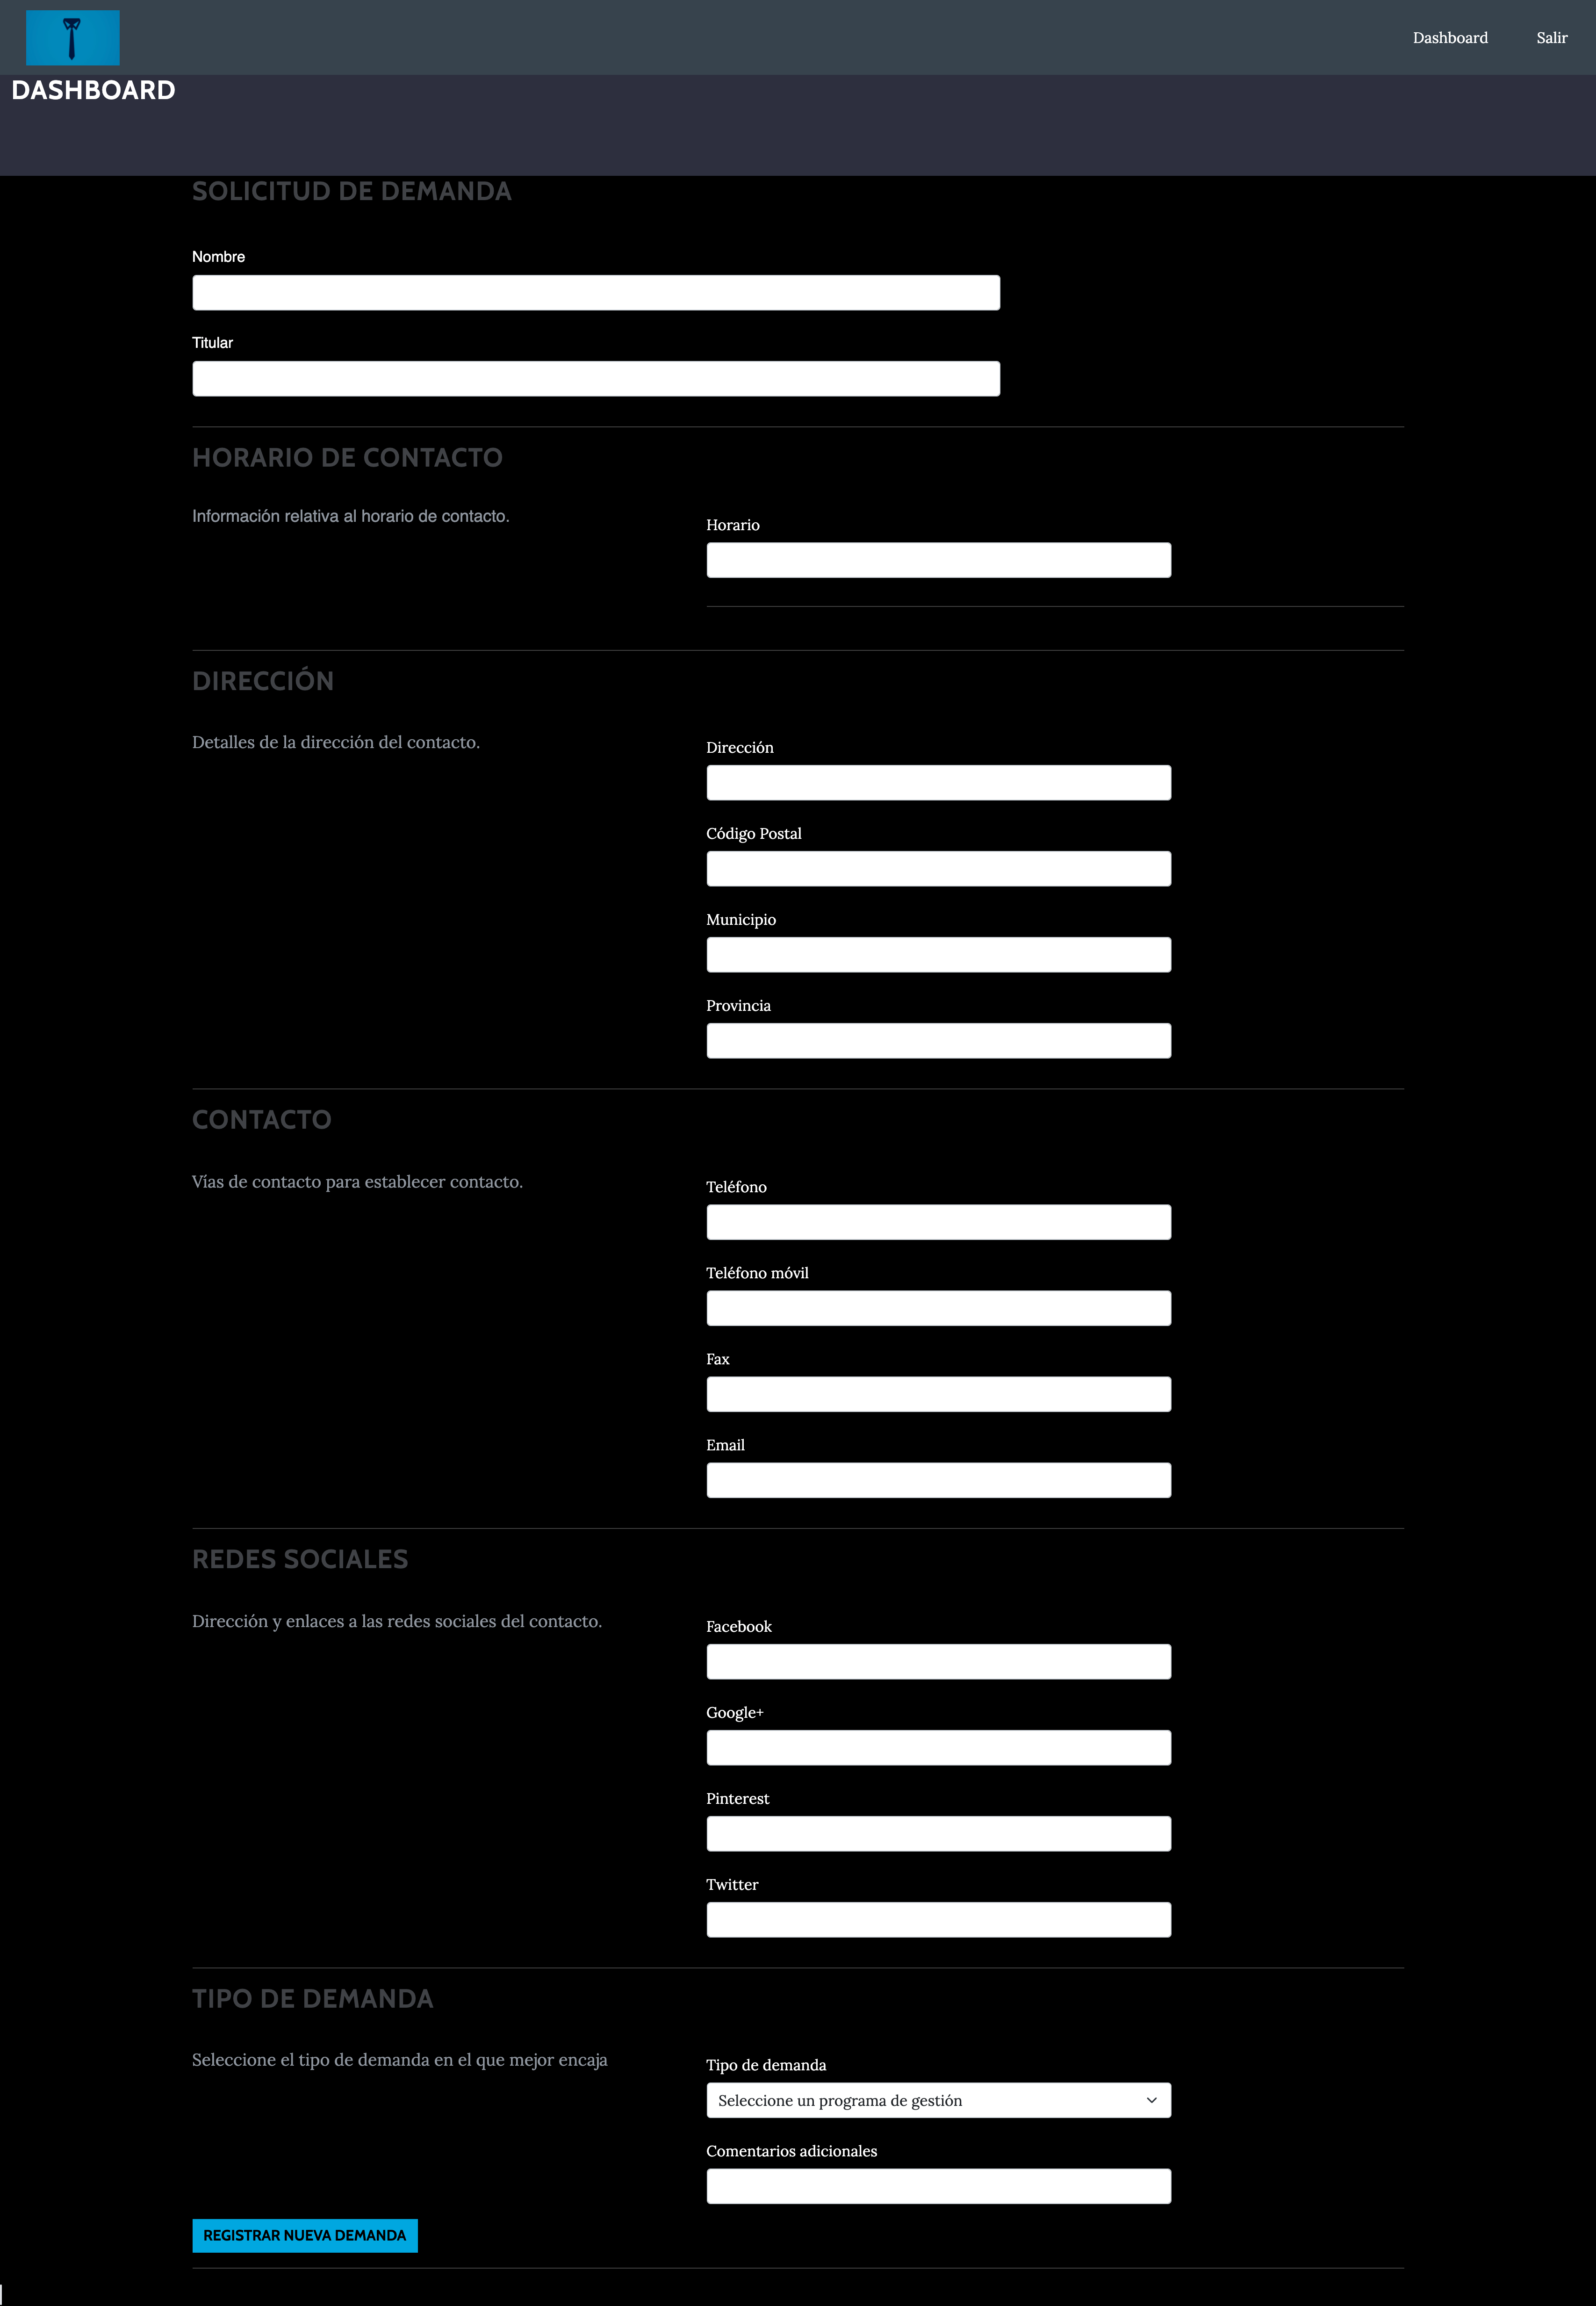 Dashboard Salir
DASHBOARD
SOLICITUD DE DEMANDA
Nombre
Titular
HORARIO DE CONTACTO
Información relativa al horario de contacto.
Horario
DIRECCIÓN
Detalles de la dirección del contacto.
Dirección
Código Postal
Municipio
Provincia
CONTACTO
Vías de contacto para establecer contacto.
Teléfono
Teléfono móvil
Fax
Email
REDES SOCIALES
Dirección y enlaces a las redes sociales del contacto.
Facebook
Google+
Pinterest
Twitter
TIPO DE DEMANDA
Seleccione el tipo de demanda en el que mejor encaja
Tipo de demanda
Seleccione un programa de gestión
Comentarios adicionales
REGISTRAR NUEVA DEMANDA